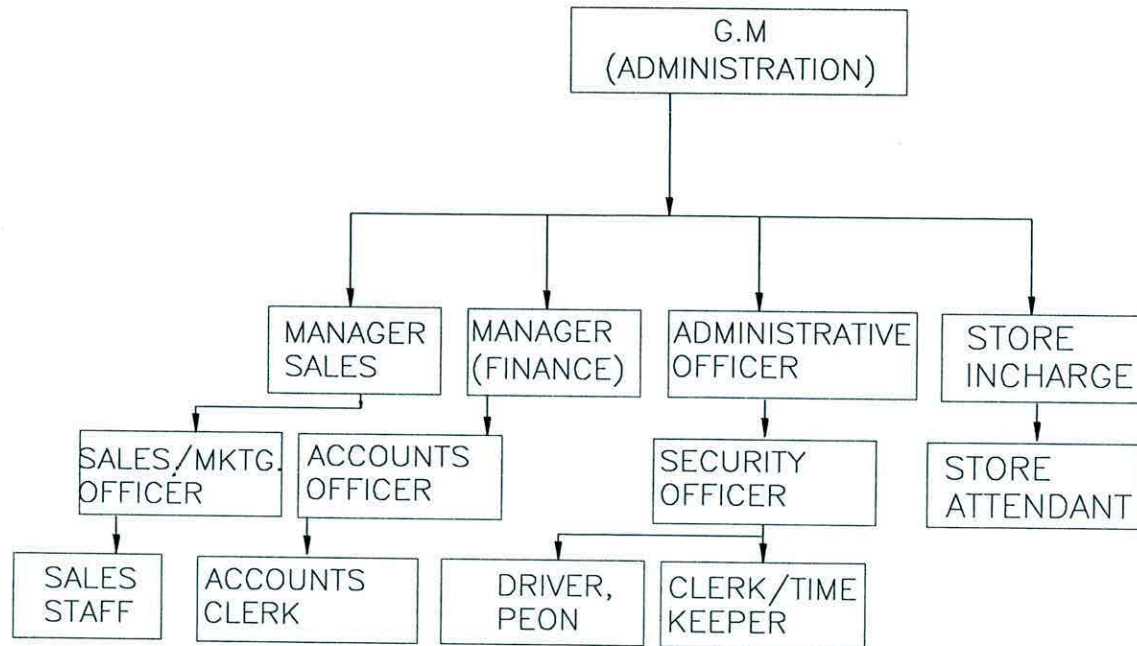 G.M
(ADMINISTRATION)
MANAGER
SALES
MANAGER
(FINANCE)
ADMINISTRATIVE
OFFICER
STORE
INCHARGE
SALES/MKTG.
OFFICER
ACCOUNTS
OFFICER
SECURITY
OFFICER
STORE
ATTENDANT
SALES
STAFF
ACCOUNTS
CLERK
DRIVER,
PEON
CLERK/TIME
KEEPER